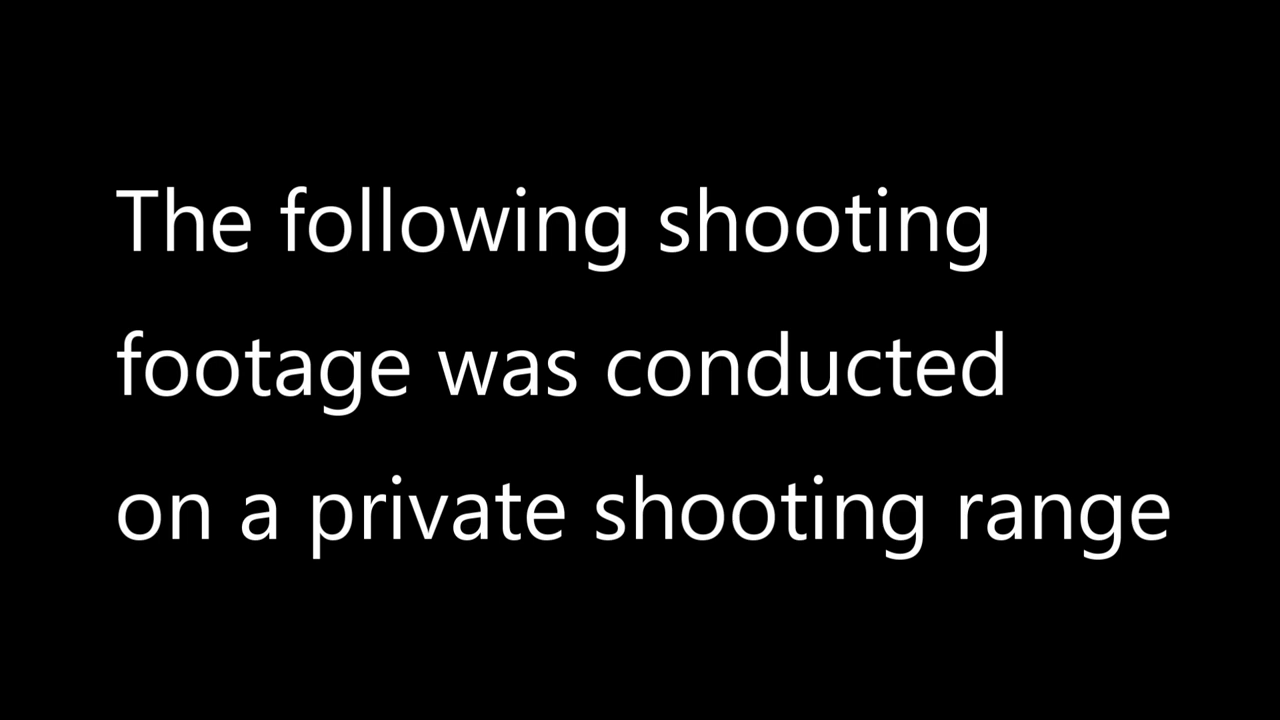 The following shooting
footage was conducted
on a private shooting range